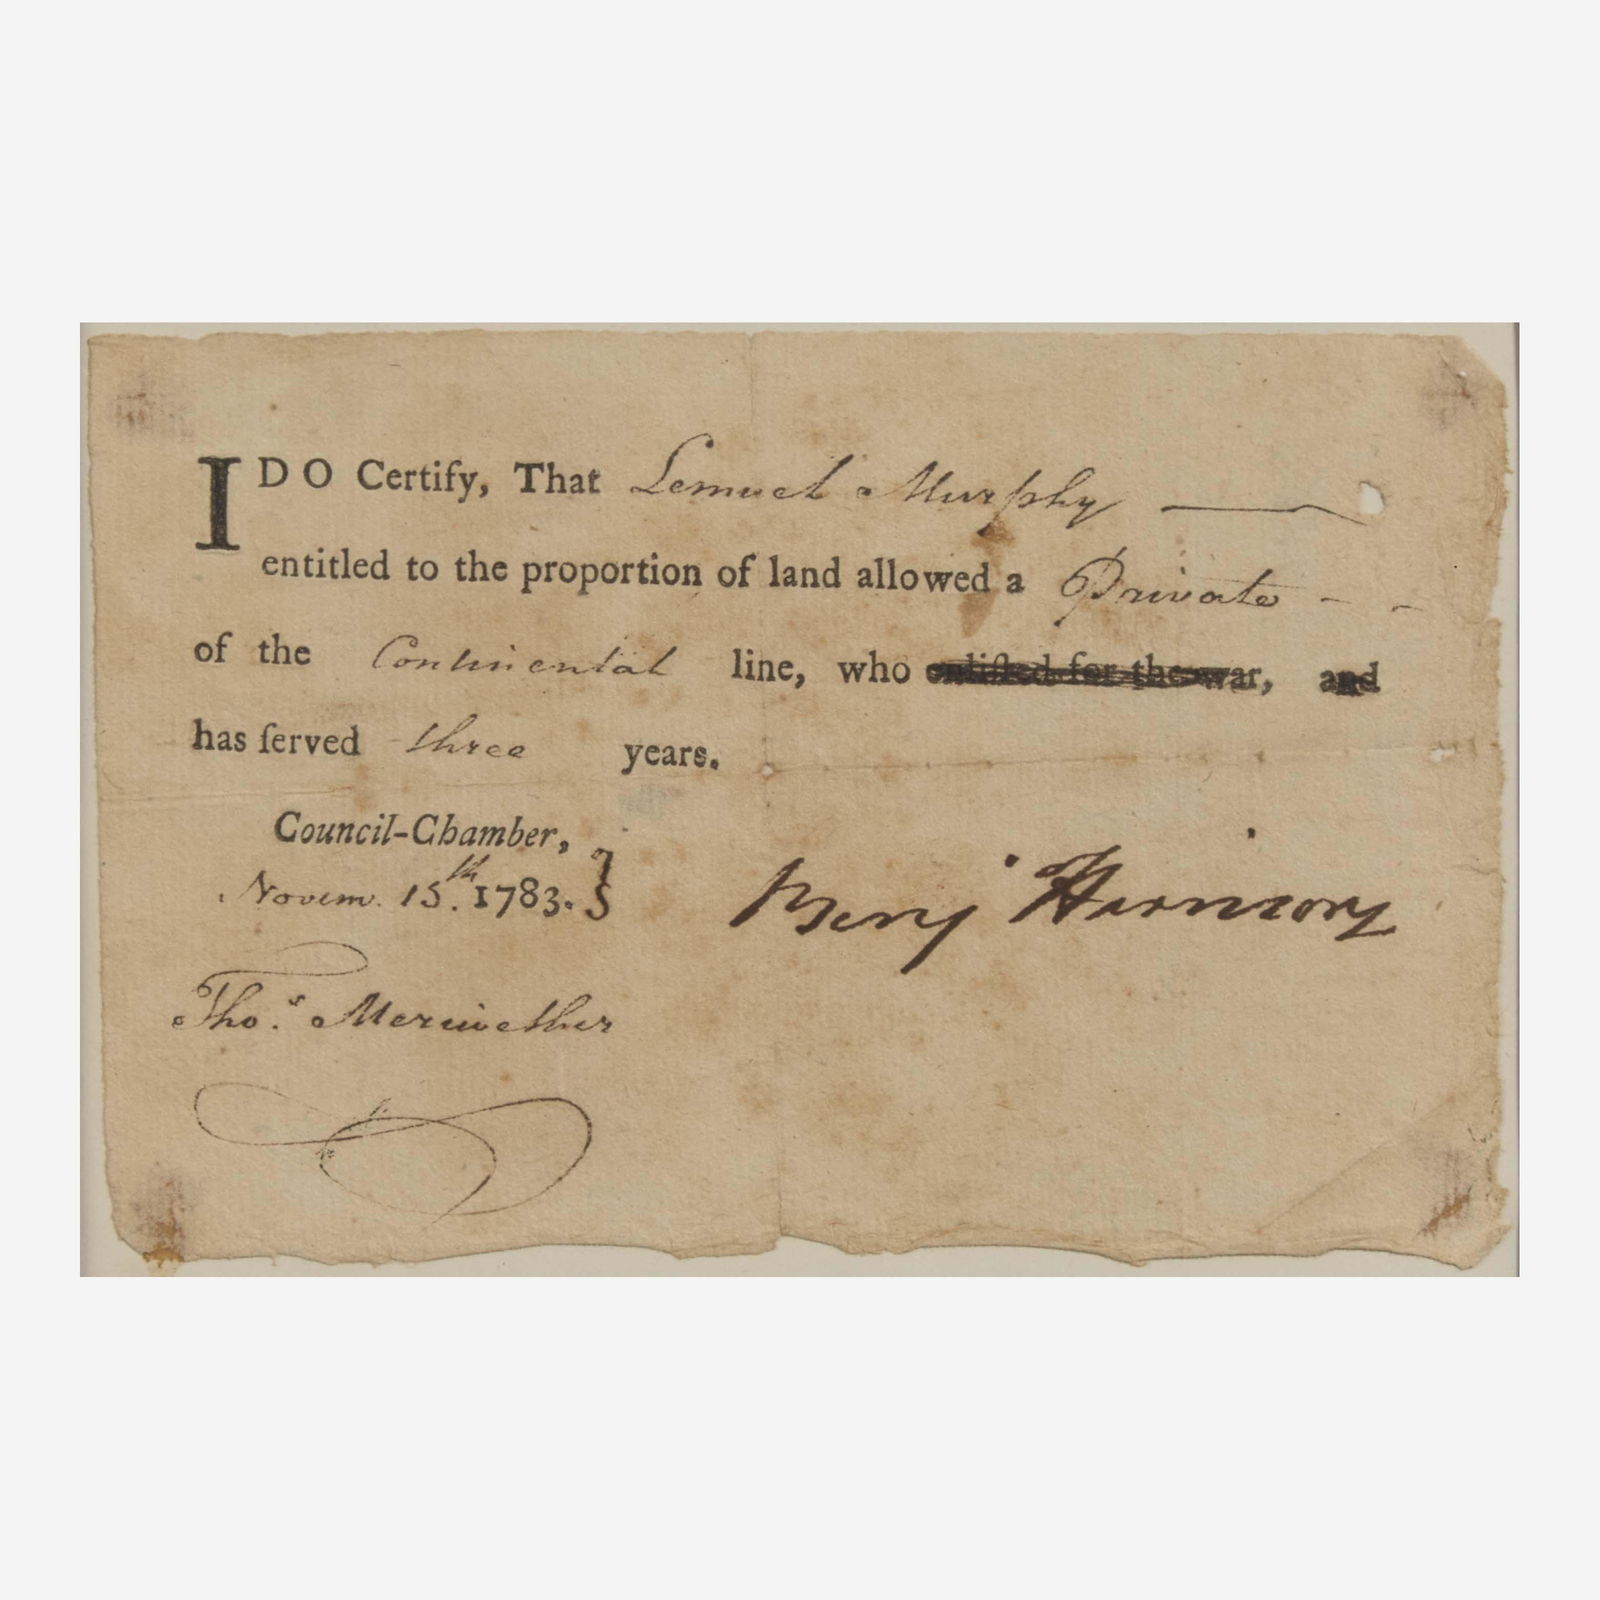 I DO Certify, That Lemuel Murphy
entitled to the proportion of land allowed a Private - -
of the Continental line, who enliſted for the war, and
has ſerved three years.
Council-Chamber,
Novem. 15th. 1783. }
Benj Harrison
Thos. Meriwether